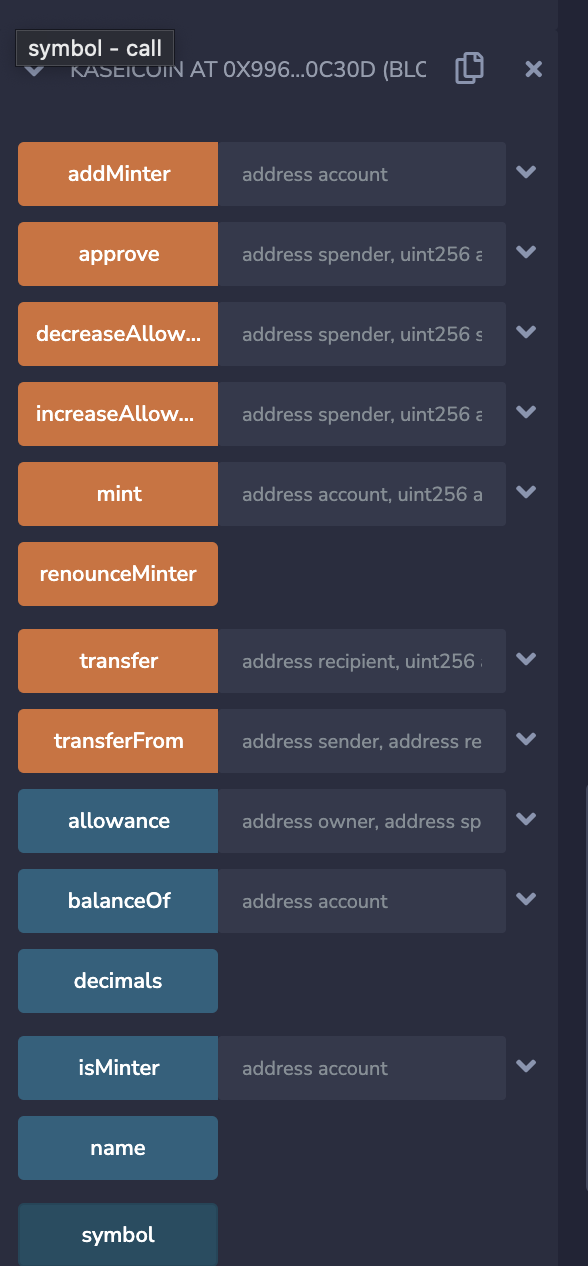 symbol - call
KASEICOIN AT 0X996...0C30D (BLC
addMinter address account
approve address spender, uint256 a
decreaseAllow... address spender, uint256 s
increaseAllow... address spender, uint256 a
mint address account, uint256 a
renounceMinter
transfer address recipient, uint256
transferFrom address sender, address re
allowance address owner, address sp
balanceOf address account
decimals
isMinter address account
name
symbol